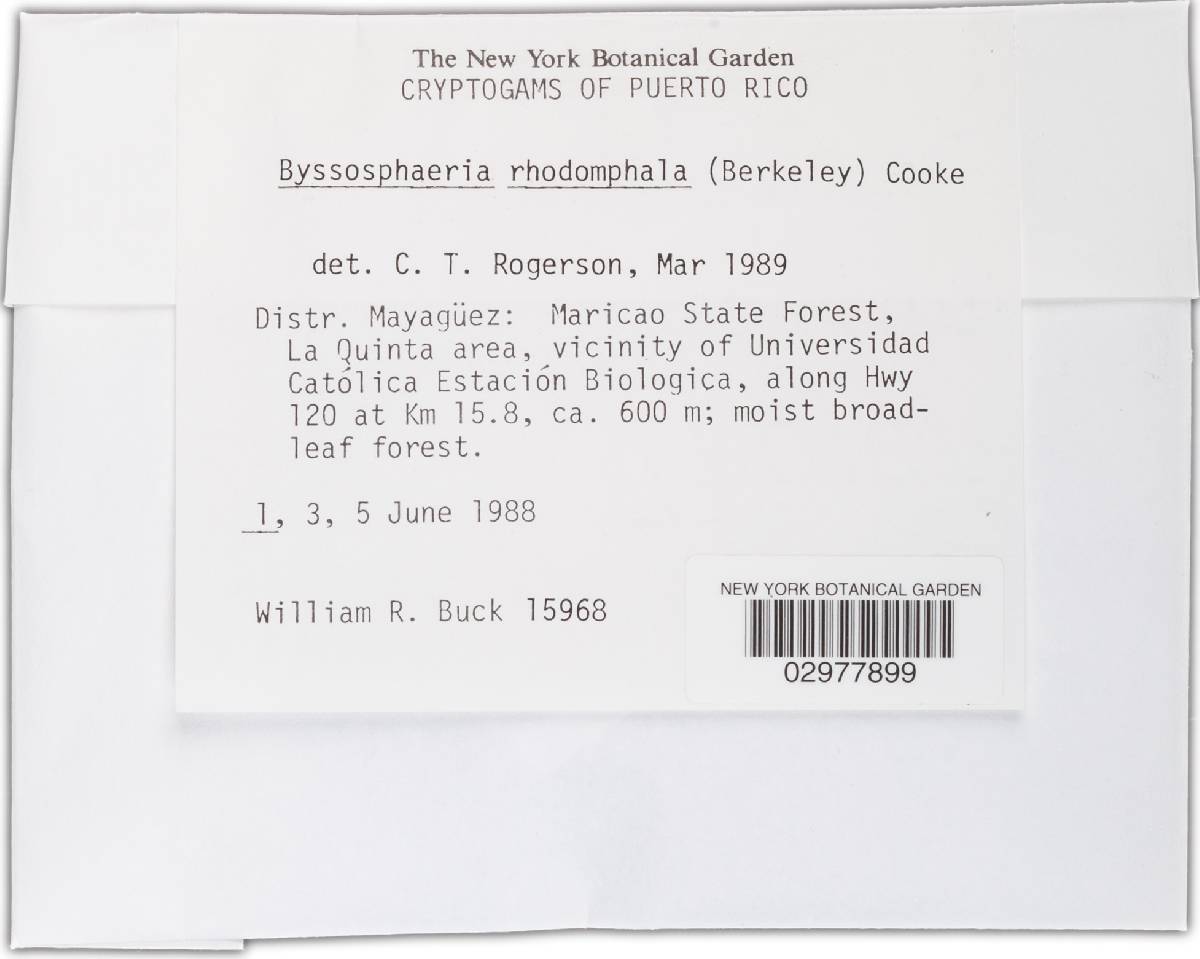 The New York Botanical Garden
CRYPTOGAMS OF PUERTO RICO
Byssosphaeria rhodomphala (Berkeley) Cooke
det. C. T. Rogerson, Mar 1989
Distr. Mayagüez: Maricao State Forest,
La Quinta area, vicinity of Universidad
Católica Estación Biologica, along Hwy
120 at Km 15.8, ca. 600 m; moist broad-
leaf forest.
1, 3, 5 June 1988
William R. Buck 15968
NEW YORK BOTANICAL GARDEN
02977899